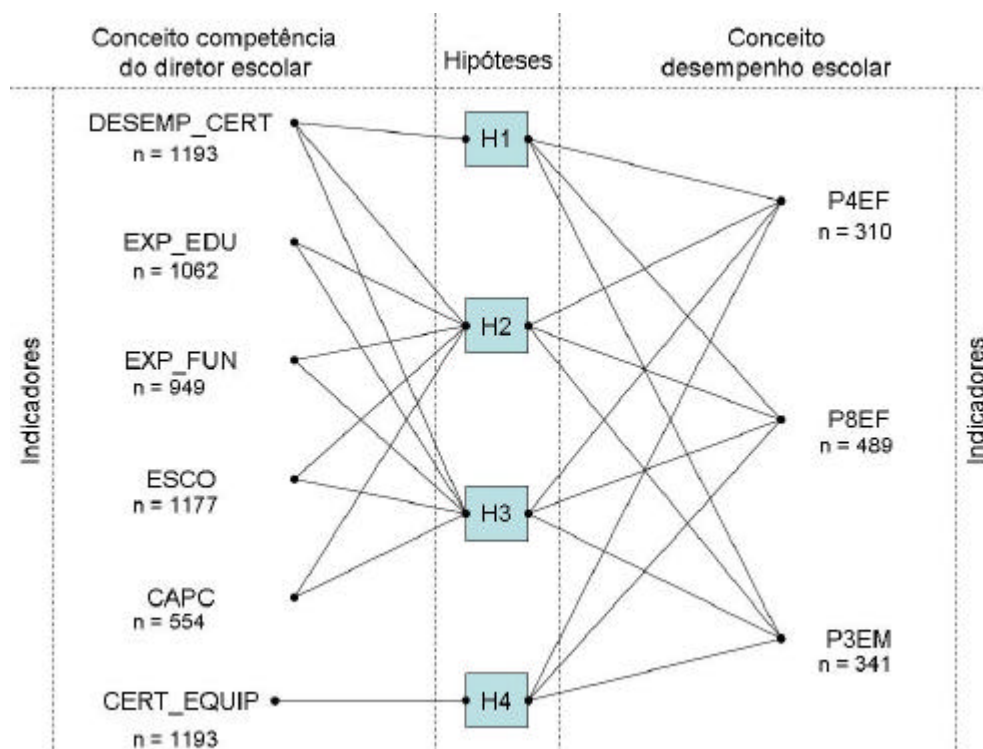 Conceito competência
do diretor escolar
Hipóteses
Conceito
desempenho escolar
Indicadores
DESEMP_CERT
n = 1193
EXP_EDU
n = 1062
EXP_FUN
n = 949
ESCO
n = 1177
CAPC
n = 554
CERT_EQUIP
n = 1193
H1
H2
H3
H4
P4EF
n = 310
P8EF
n = 489
P3EM
n = 341
Indicadores